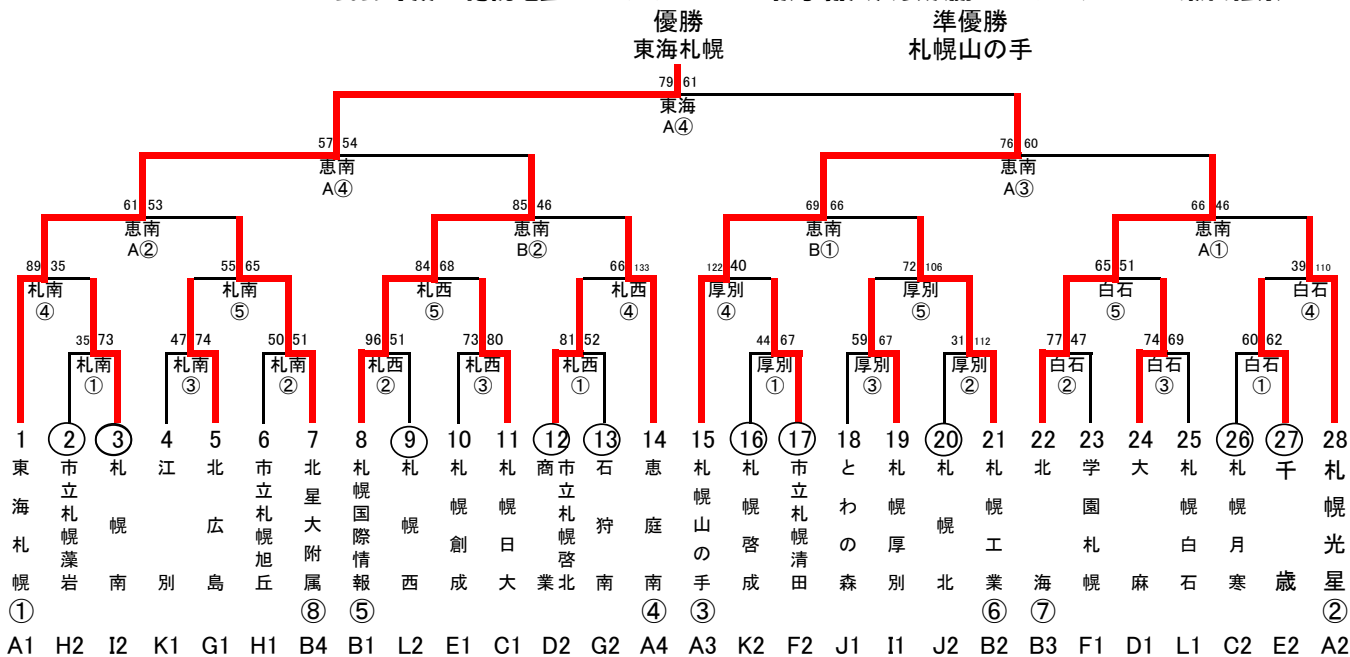 優勝 準優勝
東海札幌 札幌山の手
79 61
東海
A④
57 54 76 60
恵南 恵南
A④ A③
61 53 85 46 69 66 66 46
恵南 恵南 恵南 恵南
A② B② B① A①
89 35 55 65 84 68 66 133 122 40 72 106 65 51 39 110
札南 札南 札西 札西 厚別 厚別 白石 白石
④ ⑤ ⑤ ④ ④ ⑤ ⑤ ④
35 73 47 74 50 51 96 51 73 80 81 52 44 67 59 67 31 112 77 47 74 69 60 62
札南 札南 札南 札西 札西 札西 厚別 厚別 厚別 白石 白石 白石
① ③ ② ② ③ ① ① ③ ② ② ③ ①
1 2 3 4 5 6 7 8 9 10 11 12 13 14 15 16 17 18 19 20 21 22 23 24 25 26 27 28
東海札幌
市立札幌藻岩
札幌南
江別
北広島
市立札幌旭丘
北星大附属
札幌国際情報
札幌西
札幌創成
札幌日大
市立札幌啓北
商業
石狩南
恵庭南
札幌山の手
札幌啓成
市立札幌清田
とわの森
札幌厚別
札幌北
札幌工業
北海
学園札幌
大麻
札幌白石
札幌月寒
千歳
札幌光星
① ⑧ ⑤ ④ ③ ⑥ ⑦ ②
A1 H2 I2 K1 G1 H1 B4 B1 L2 E1 C1 D2 G2 A4 A3 K2 F2 J1 I1 J2 B2 B3 F1 D1 L1 C2 E2 A2